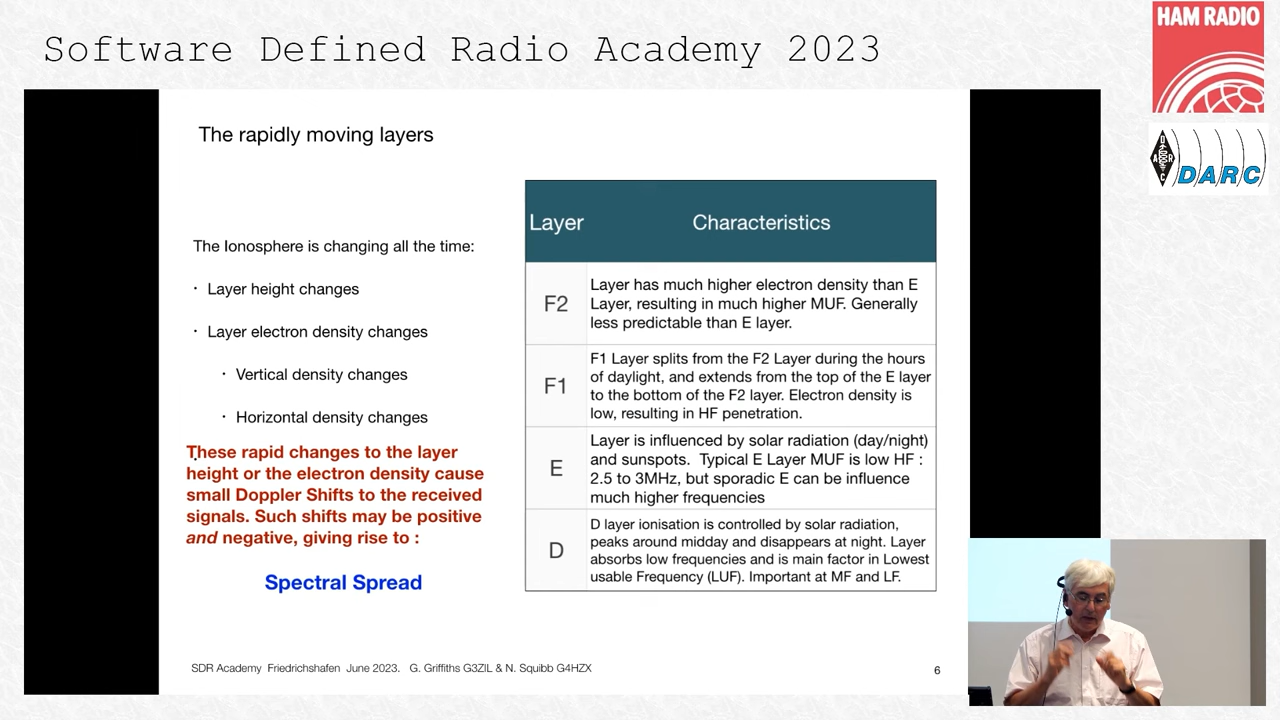 Software Defined Radio Academy 2023
HAM RADIO
DARC
The rapidly moving layers
The Ionosphere is changing all the time:
· Layer height changes
· Layer electron density changes
· Vertical density changes
· Horizontal density changes
These rapid changes to the layer
height or the electron density cause
small Doppler Shifts to the received
signals. Such shifts may be positive
and negative, giving rise to :
Spectral Spread
Layer Characteristics
F2
Layer has much higher electron density than E
Layer, resulting in much higher MUF. Generally
less predictable than E layer.
F1
F1 Layer splits from the F2 Layer during the hours
of daylight, and extends from the top of the E layer
to the bottom of the F2 layer. Electron density is
low, resulting in HF penetration.
E
Layer is influenced by solar radiation (day/night)
and sunspots. Typical E Layer MUF is low HF :
2.5 to 3MHz, but sporadic E can be influence
much higher frequencies
D
D layer ionisation is controlled by solar radiation,
peaks around midday and disappears at night. Layer
absorbs low frequencies and is main factor in Lowest
usable Frequency (LUF). Important at MF and LF.
SDR Academy Friedrichshafen June 2023. G. Griffiths G3ZIL & N. Squibb G4HZX
6